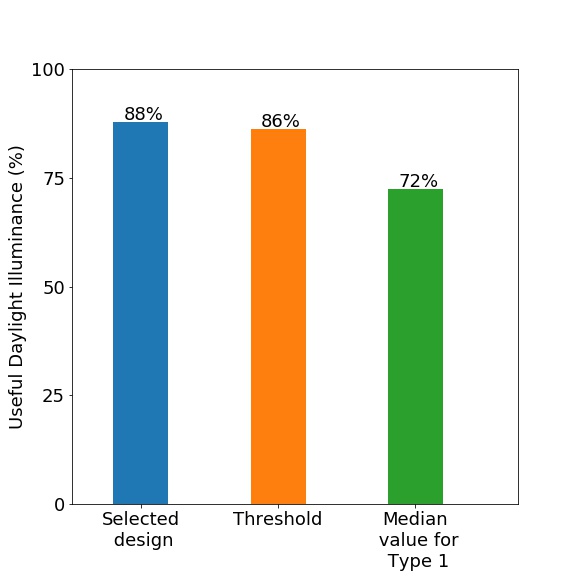 100
75
50
25
0
Useful Daylight Illuminance (%)
88%
86%
72%
Selected
design
Threshold
Median
value for
Type 1